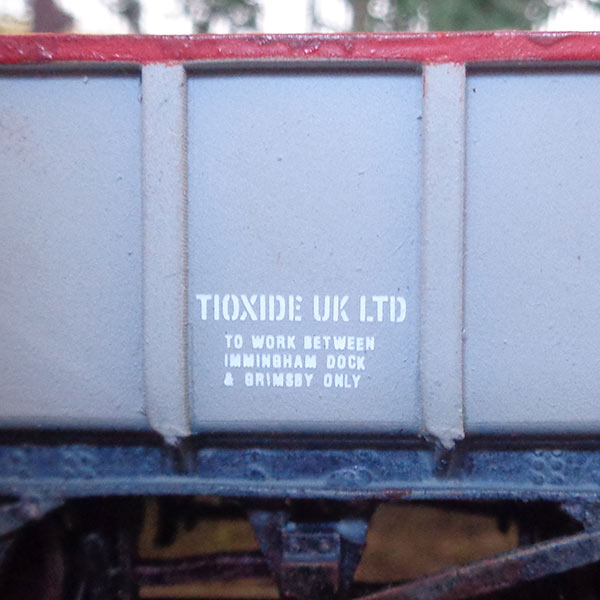 TIOXIDE UK LTD
TO WORK BETWEEN
IMMINGHAM DOCK
& GRIMSBY ONLY